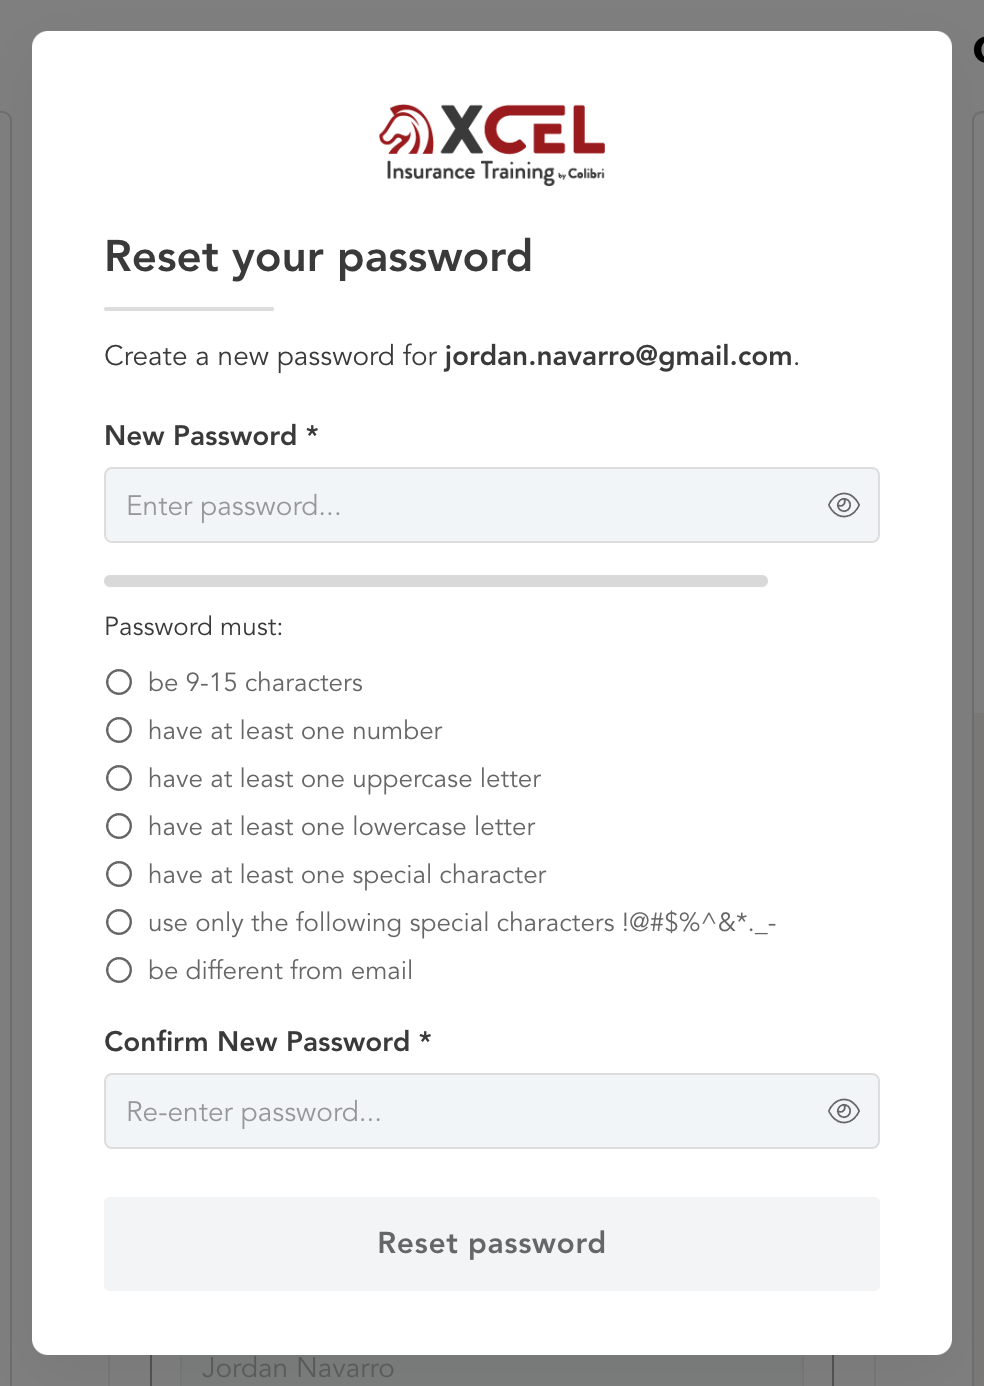 XCEL
Insurance Training by Colibri
Reset your password
Create a new password for jordan.navarro@gmail.com.
New Password *
Enter password...
Password must:
be 9-15 characters
have at least one number
have at least one uppercase letter
have at least one lowercase letter
have at least one special character
use only the following special characters !@#$%^&*._-
be different from email
Confirm New Password *
Re-enter password...
Reset password
Jordan Navarro